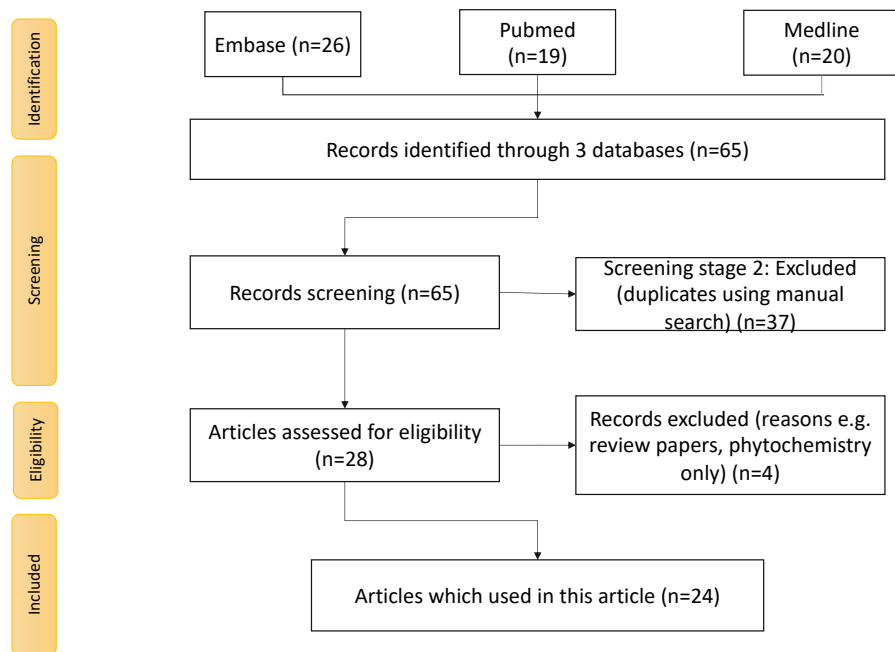 Identification
Embase (n=26)
Pubmed
(n=19)
Medline
(n=20)
Records identified through 3 databases (n=65)
Screening
Records screening (n=65)
Screening stage 2: Excluded
(duplicates using manual
search) (n=37)
Eligibility
Articles assessed for eligibility
(n=28)
Records excluded (reasons e.g.
review papers, phytochemistry
only) (n=4)
Included
Articles which used in this article (n=24)